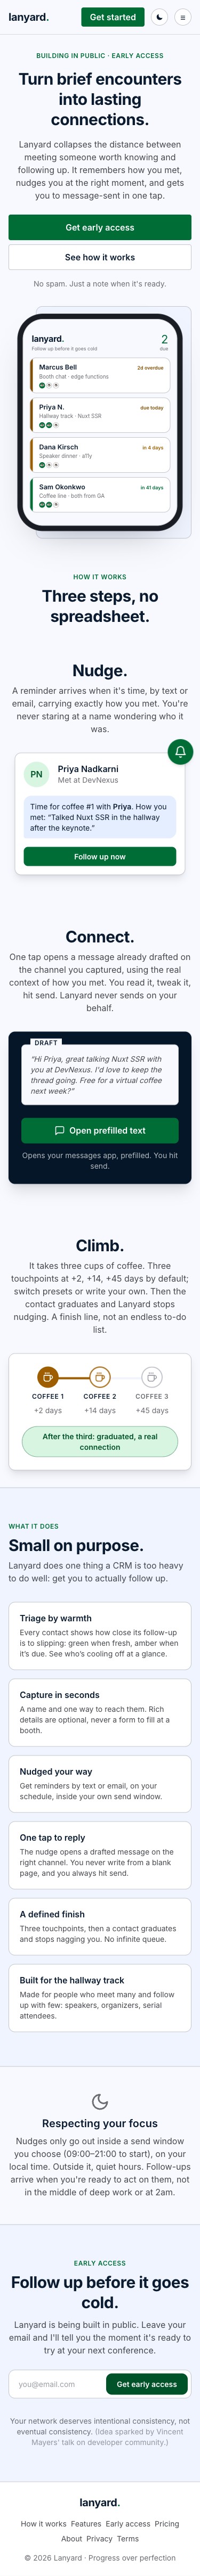 lanyard.
Get started
BUILDING IN PUBLIC · EARLY ACCESS
Turn brief encounters
into lasting
connections.
Lanyard collapses the distance between
meeting someone worth knowing and
following up. It remembers how you met,
nudges you at the right moment, and gets
you to message-sent in one tap.
Get early access
See how it works
No spam. Just a note when it's ready.
lanyard.
2
Follow up before it goes cold
due
Marcus Bell
2d overdue
Booth chat · edge functions
Priya N.
due today
Hallway track · Nuxt SSR
Dana Kirsch
in 4 days
Speaker dinner · a11y
Sam Okonkwo
in 41 days
Coffee line · both from GA
HOW IT WORKS
Three steps, no
spreadsheet.
Nudge.
A reminder arrives when it's time, by text or
email, carrying exactly how you met. You're
never staring at a name wondering who it
was.
PN
Priya Nadkarni
Met at DevNexus
Time for coffee #1 with Priya. How you
met: “Talked Nuxt SSR in the hallway
after the keynote.”
Follow up now
Connect.
One tap opens a message already drafted on
the channel you captured, using the real
context of how you met. You read it, tweak it,
hit send. Lanyard never sends on your
behalf.
DRAFT
“Hi Priya, great talking Nuxt SSR with
you at DevNexus. I'd love to keep the
thread going. Free for a virtual coffee
next week?”
Open prefilled text
Opens your messages app, prefilled. You hit
send.
Climb.
It takes three cups of coffee. Three
touchpoints at +2, +14, +45 days by default;
switch presets or write your own. Then the
contact graduates and Lanyard stops
nudging. A finish line, not an endless to-do
list.
COFFEE 1
COFFEE 2
COFFEE 3
+2 days
+14 days
+45 days
After the third: graduated, a real
connection
WHAT IT DOES
Small on purpose.
Lanyard does one thing a CRM is too heavy
to do well: get you to actually follow up.
Triage by warmth
Every contact shows how close its follow-up
is to slipping: green when fresh, amber when
it's due. See who's cooling off at a glance.
Capture in seconds
A name and one way to reach them. Rich
details are optional, never a form to fill at a
booth.
Nudged your way
Get reminders by text or email, on your
schedule, inside your own send window.
One tap to reply
The nudge opens a drafted message on the
right channel. You never write from a blank
page, and you always hit send.
A defined finish
Three touchpoints, then a contact graduates
and stops nagging you. No infinite queue.
Built for the hallway track
Made for people who meet many and follow
up with few: speakers, organizers, serial
attendees.
Respecting your focus
Nudges only go out inside a send window
you choose (09:00–21:00 to start), on your
local time. Outside it, quiet hours. Follow-ups
arrive when you're ready to act on them, not
in the middle of deep work or at 2am.
EARLY ACCESS
Follow up before it goes
cold.
Lanyard is being built in public. Leave your
email and I'll tell you the moment it's ready to
try at your next conference.
you@email.com
Get early access
Your network deserves intentional consistency, not
eventual consistency. (Idea sparked by Vincent
Mayers' talk on developer community.)
lanyard.
How it works Features Early access Pricing
About Privacy Terms
© 2026 Lanyard · Progress over perfection